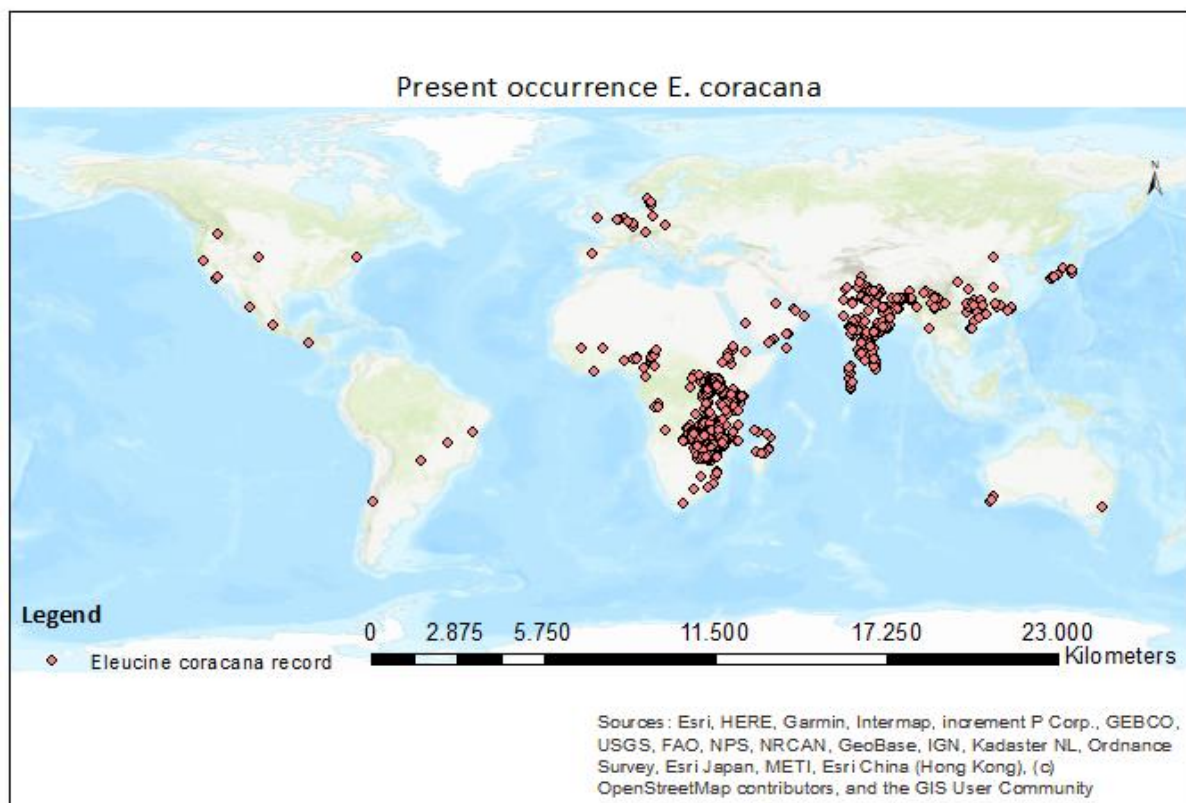 Present occurrence E. coracana
N
Legend
Eleucine coracana record
0 2.875 5.750 11.500 17.250 23.000
Kilometers
Sources: Esri, HERE, Garmin, Intermap, increment P Corp., GEBCO,
USGS, FAO, NPS, NRCAN, GeoBase, IGN, Kadaster NL, Ordnance
Survey, Esri Japan, METI, Esri China (Hong Kong), (c)
OpenStreetMap contributors, and the GIS User Community